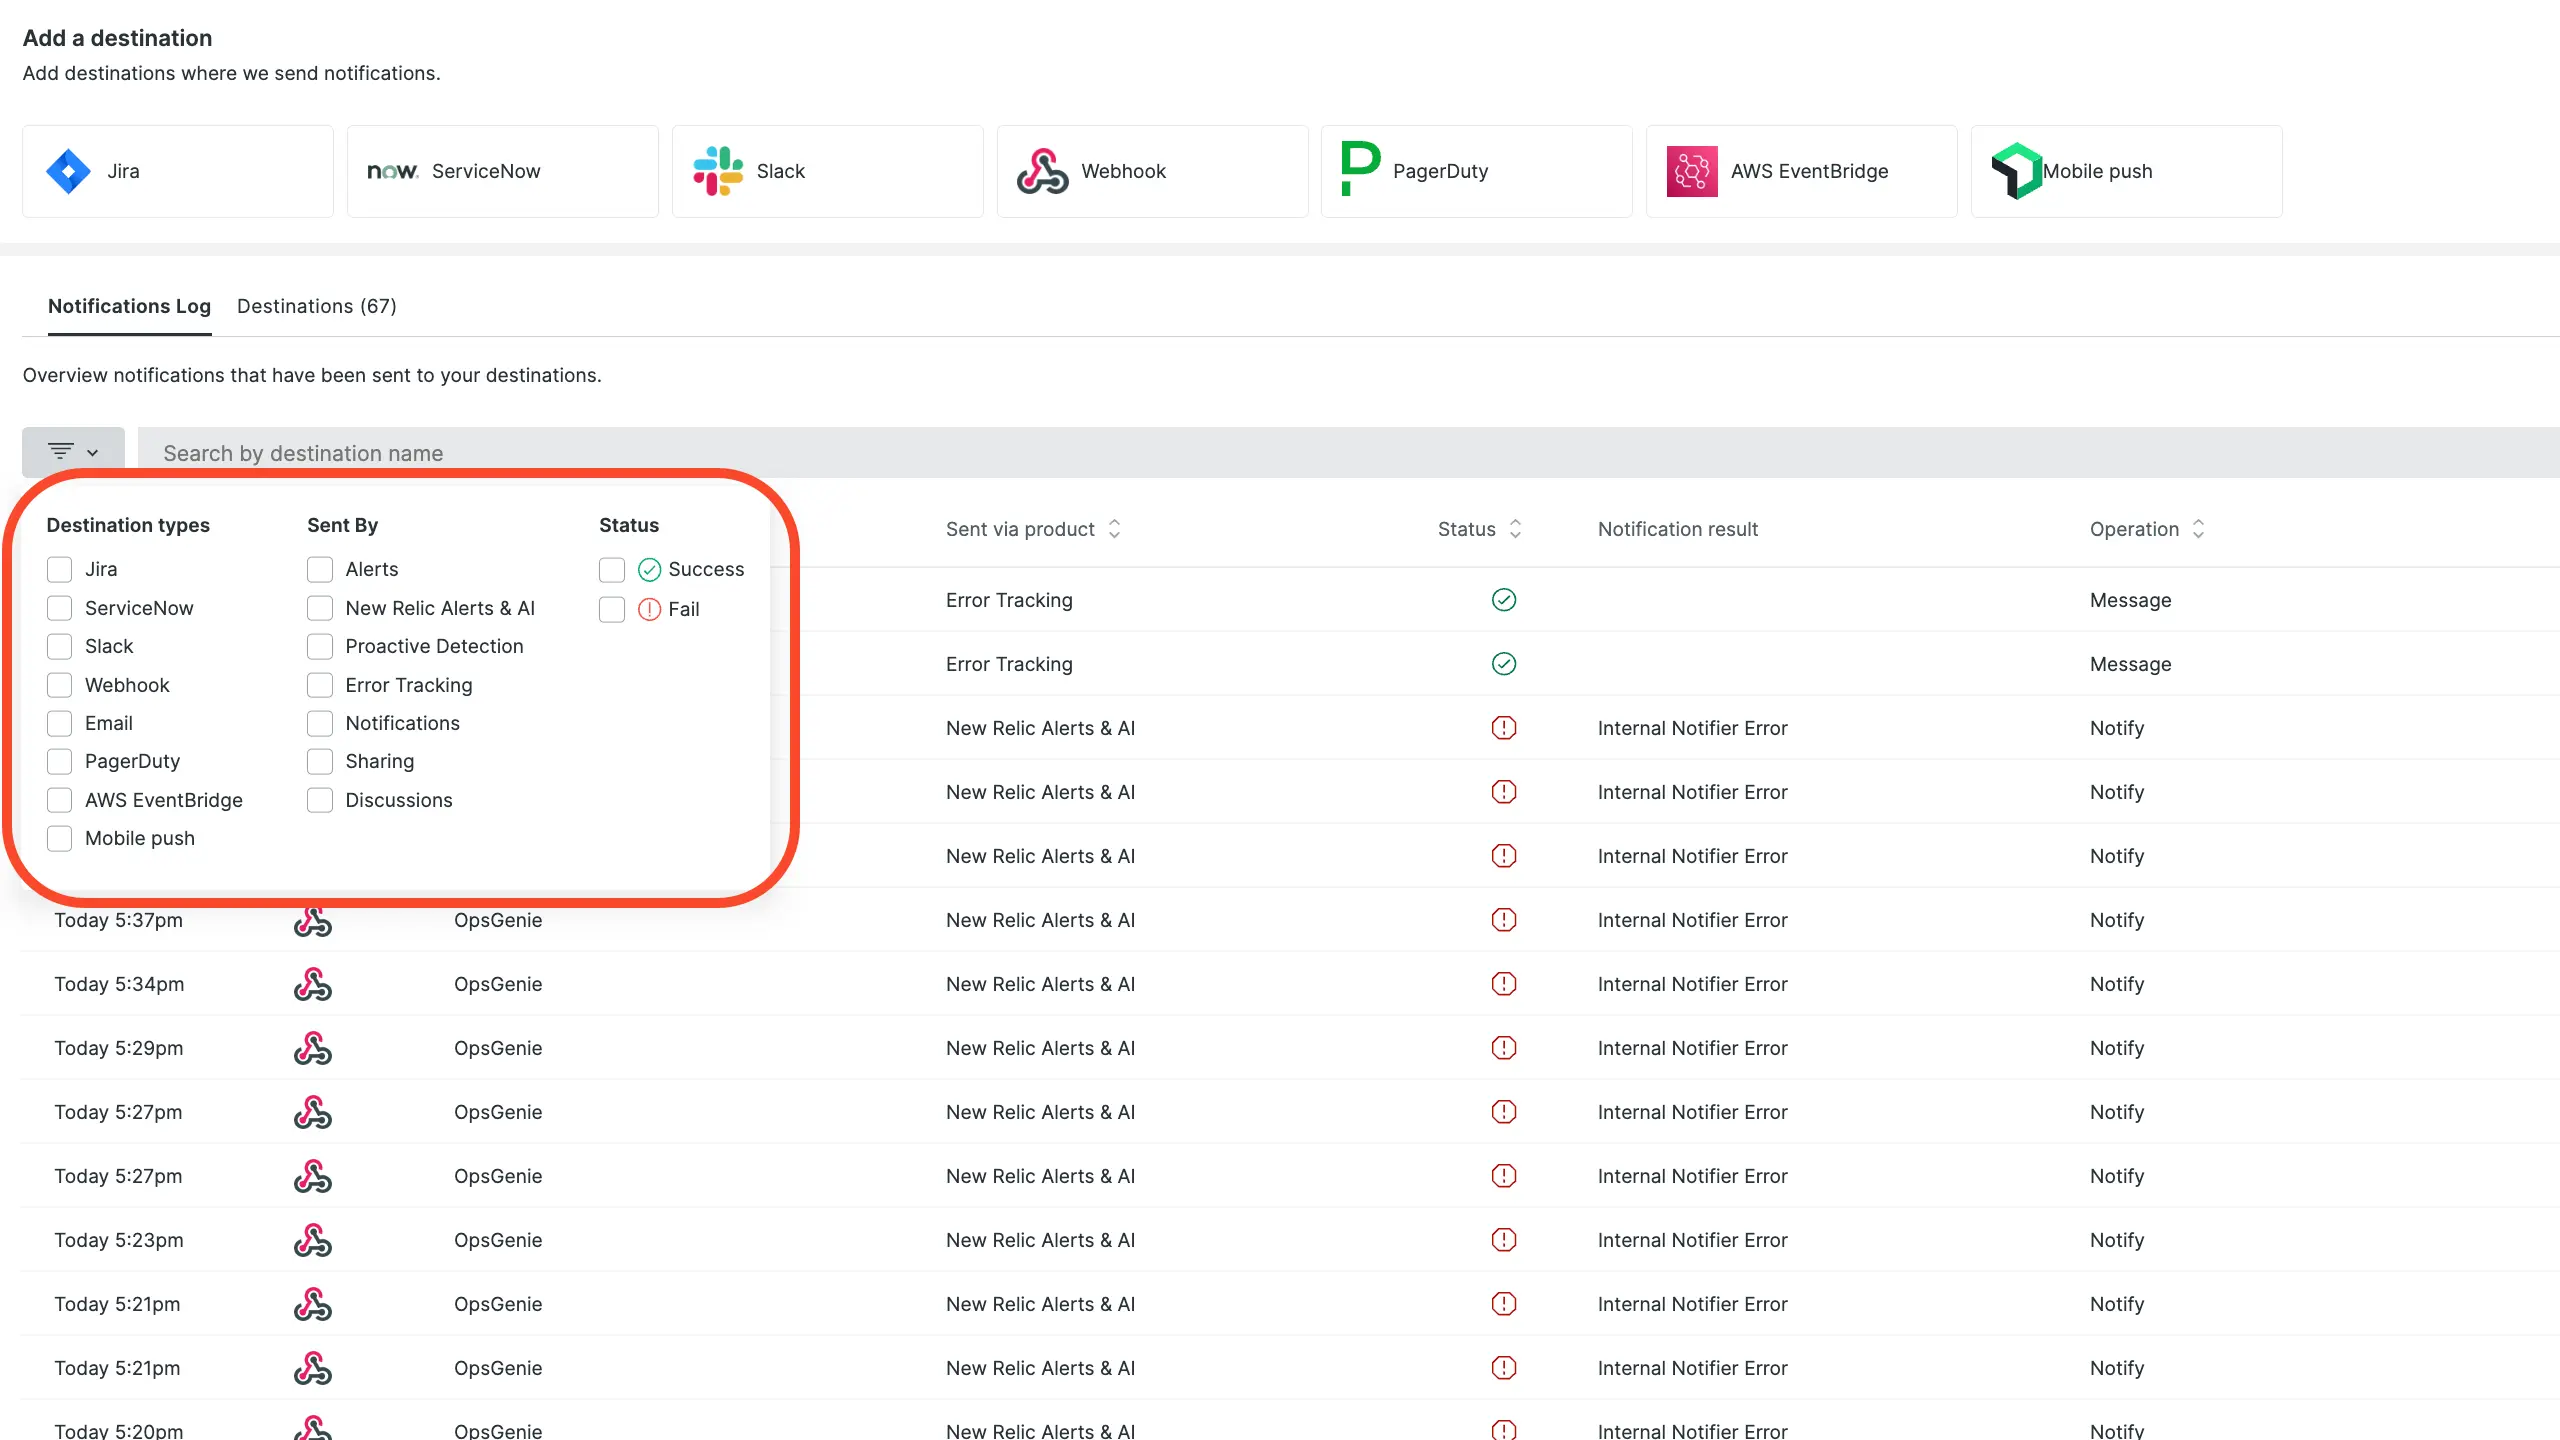 Add a destination
Add destinations where we send notifications.
Jira
now. ServiceNow
Slack
Webhook
PagerDuty
AWS EventBridge
Mobile push
Notifications Log Destinations (67)
Overview notifications that have been sent to your destinations.
Search by destination name
Destination types
Jira
ServiceNow
Slack
Webhook
Email
PagerDuty
AWS EventBridge
Mobile push
Sent By
Alerts
New Relic Alerts & AI
Proactive Detection
Error Tracking
Notifications
Sharing
Discussions
Status
Success
Fail
Sent via product Status Notification result Operation
Error Tracking Message
Error Tracking Message
New Relic Alerts & AI Internal Notifier Error Notify
New Relic Alerts & AI Internal Notifier Error Notify
New Relic Alerts & AI Internal Notifier Error Notify
Today 5:37pm OpsGenie New Relic Alerts & AI Internal Notifier Error Notify
Today 5:34pm OpsGenie New Relic Alerts & AI Internal Notifier Error Notify
Today 5:29pm OpsGenie New Relic Alerts & AI Internal Notifier Error Notify
Today 5:27pm OpsGenie New Relic Alerts & AI Internal Notifier Error Notify
Today 5:27pm OpsGenie New Relic Alerts & AI Internal Notifier Error Notify
Today 5:23pm OpsGenie New Relic Alerts & AI Internal Notifier Error Notify
Today 5:21pm OpsGenie New Relic Alerts & AI Internal Notifier Error Notify
Today 5:21pm OpsGenie New Relic Alerts & AI Internal Notifier Error Notify
Today 5:20pm OpsGenie New Relic Alerts & AI Internal Notifier Error Notify